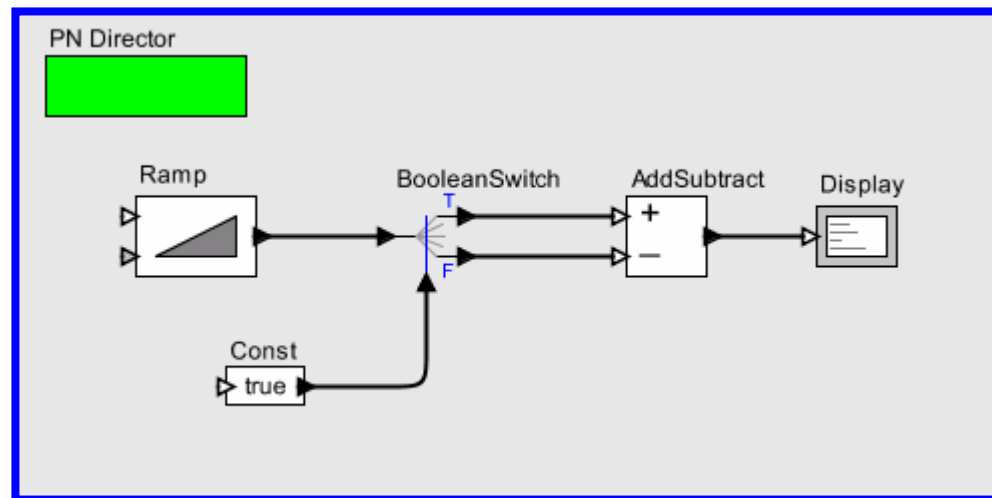 PN Director
Ramp
BooleanSwitch
T
F
AddSubtract
+
–
Display
Const
true